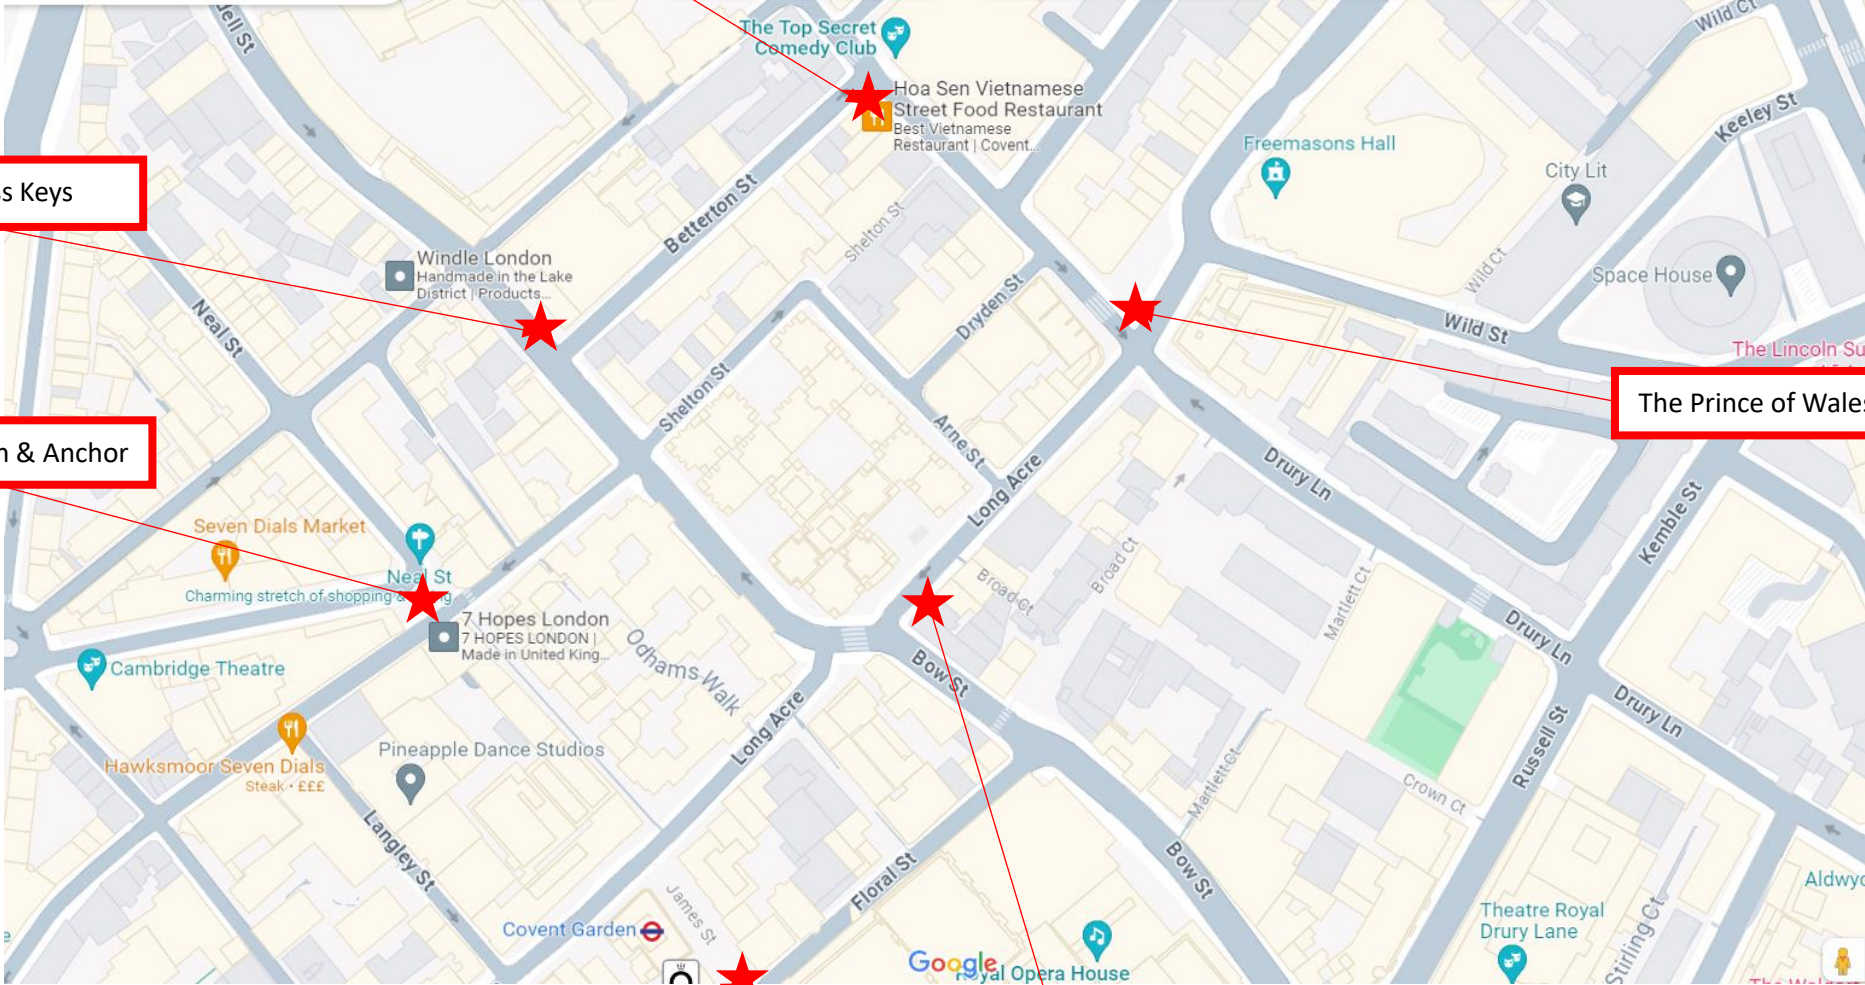 The Top Secret
Comedy Club
Wild Ct
Hoa Sen Vietnamese
Street Food Restaurant
Best Vietnamese
Restaurant | Covent...
Keeley St
Freemasons Hall
City Lit
Keys
Betterton St
Shelton St
Windle London
Handmade in the Lake
District | Products...
Wild Ct
Space House
Neal St
Dryden St
Wild St
The Lincoln Su
Shelton St
The Prince of Wales
Arne St
& Anchor
Long Acre
Drury Ln
Kemble St
Seven Dials Market
Neal St
Charming stretch of shopping &
Broad Ct
Broad Ct
Martlett Ct
7 Hopes London
7 HOPES LONDON |
Made in United King...
Odhams Walk
Drury Ln
Cambridge Theatre
Bow St
Drury Ln
Long Acre
Russell St
Pineapple Dance Studios
Hawksmoor Seven Dials
Steak · £££
Martlett Ct
Crown Ct
Langley St
Bow St
Floral St
Covent Garden
James St
Theatre Royal
Drury Lane
Stirling Ct
Google
Opera House